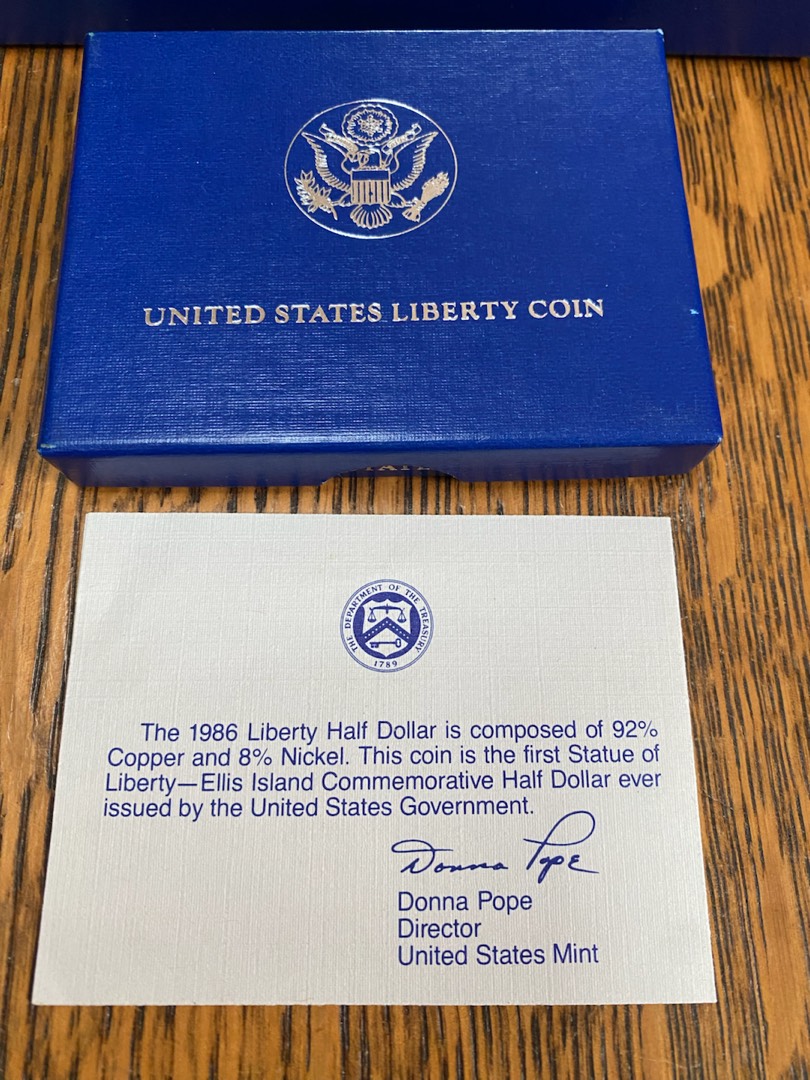 UNITED STATES LIBERTY COIN
THE DEPARTMENT OF THE TREASURY
1789
The 1986 Liberty Half Dollar is composed of 92%
Copper and 8% Nickel. This coin is the first Statue of
Liberty—Ellis Island Commemorative Half Dollar ever
issued by the United States Government.
Donna Pope
Donna Pope
Director
United States Mint